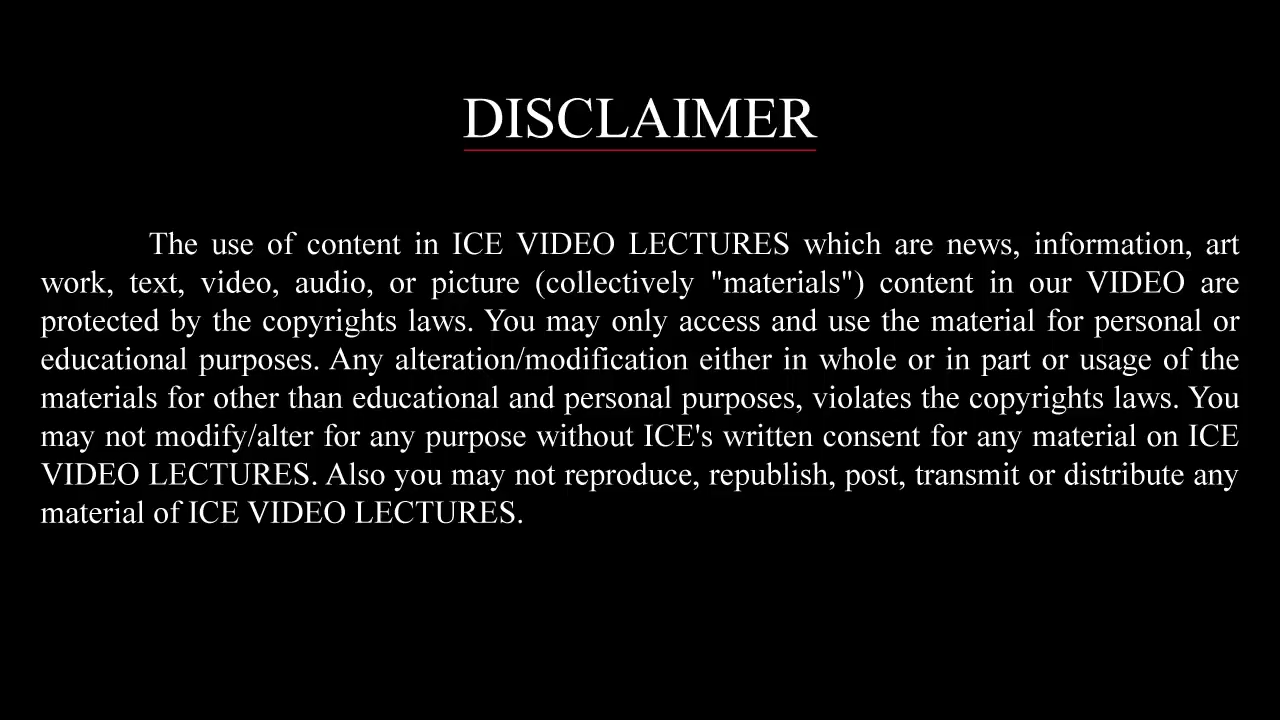 DISCLAIMER
The use of content in ICE VIDEO LECTURES which are news, information, art
work, text, video, audio, or picture (collectively "materials") content in our VIDEO are
protected by the copyrights laws. You may only access and use the material for personal or
educational purposes. Any alteration/modification either in whole or in part or usage of the
materials for other than educational and personal purposes, violates the copyrights laws. You
may not modify/alter for any purpose without ICE's written consent for any material on ICE
VIDEO LECTURES. Also you may not reproduce, republish, post, transmit or distribute any
material of ICE VIDEO LECTURES.